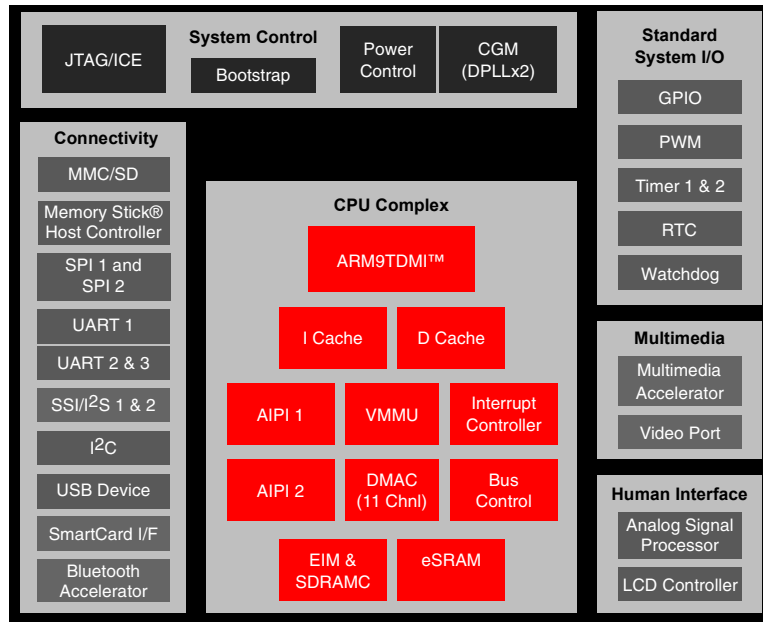 System Control
JTAG/ICE
Bootstrap
Power
Control
CGM
(DPLLx2)
Standard
System I/O
GPIO
PWM
Timer 1 & 2
RTC
Watchdog
Connectivity
MMC/SD
Memory Stick®
Host Controller
SPI 1 and
SPI 2
UART 1
UART 2 & 3
SSI/I2S 1 & 2
I2C
USB Device
SmartCard I/F
Bluetooth
Accelerator
CPU Complex
ARM9TDMI™
I Cache
D Cache
AIPI 1
VMMU
Interrupt
Controller
AIPI 2
DMAC
(11 Chnl)
Bus
Control
EIM &
SDRAMC
eSRAM
Multimedia
Multimedia
Accelerator
Video Port
Human Interface
Analog Signal
Processor
LCD Controller